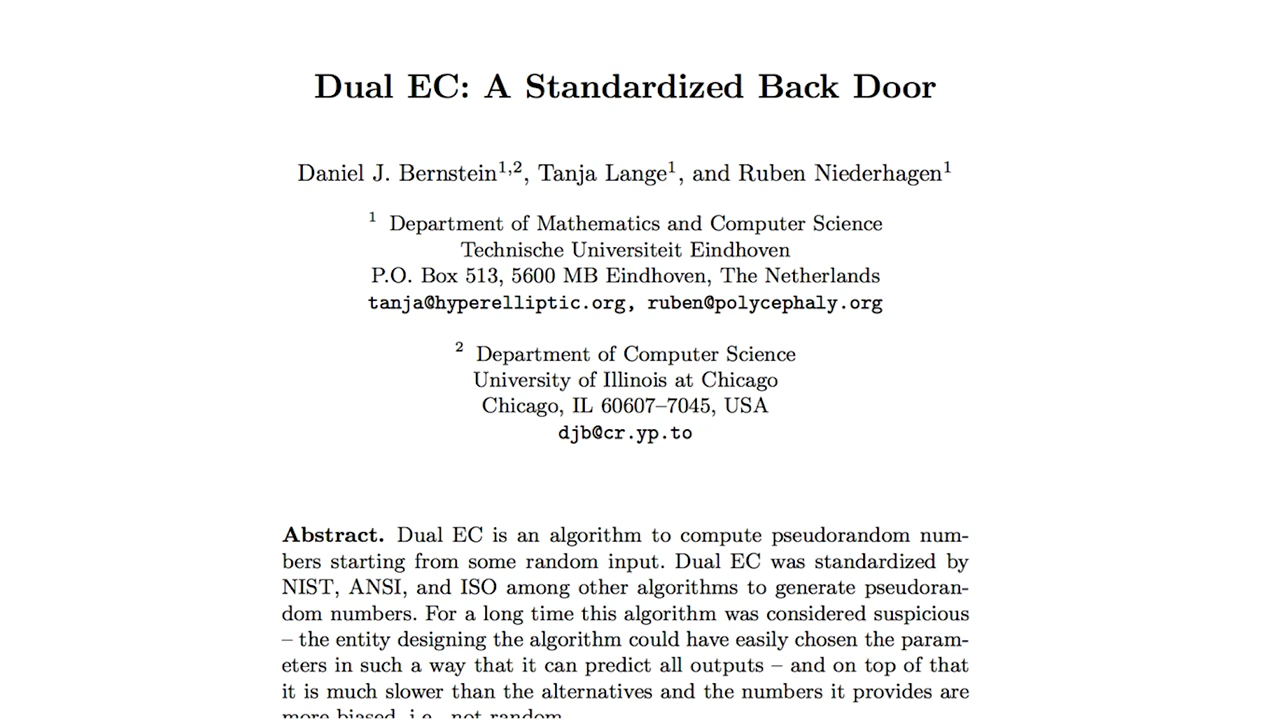 Dual EC: A Standardized Back Door
Daniel J. Bernstein1,2, Tanja Lange1, and Ruben Niederhagen1
1 Department of Mathematics and Computer Science
Technische Universiteit Eindhoven
P.O. Box 513, 5600 MB Eindhoven, The Netherlands
tanja@hyperelliptic.org, ruben@polycephaly.org
2 Department of Computer Science
University of Illinois at Chicago
Chicago, IL 60607–7045, USA
djb@cr.yp.to
Abstract. Dual EC is an algorithm to compute pseudorandom num-
bers starting from some random input. Dual EC was standardized by
NIST, ANSI, and ISO among other algorithms to generate pseudoran-
dom numbers. For a long time this algorithm was considered suspicious
– the entity designing the algorithm could have easily chosen the param-
eters in such a way that it can predict all outputs – and on top of that
it is much slower than the alternatives and the numbers it provides are
more biased, i.e., not random.